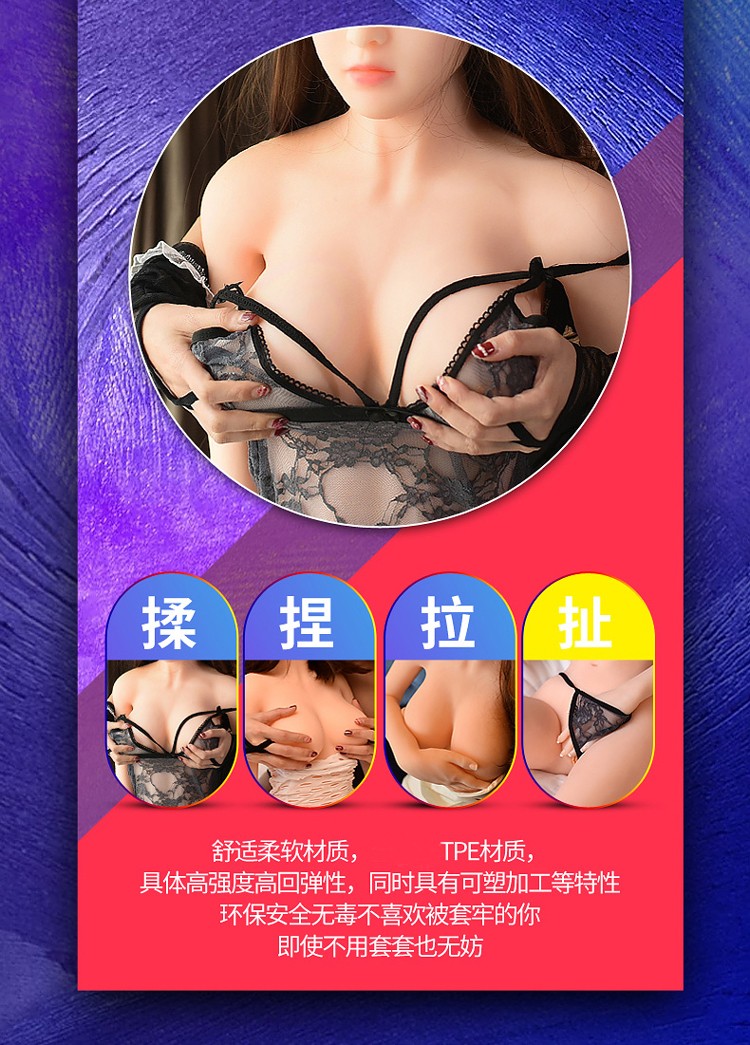 揉 捏 拉 扯
舒适柔软材质， TPE材质，
具体高强度高回弹性，同时具有可塑加工等特性
环保安全无毒不喜欢被套牢的你
即使不用套套也无妨